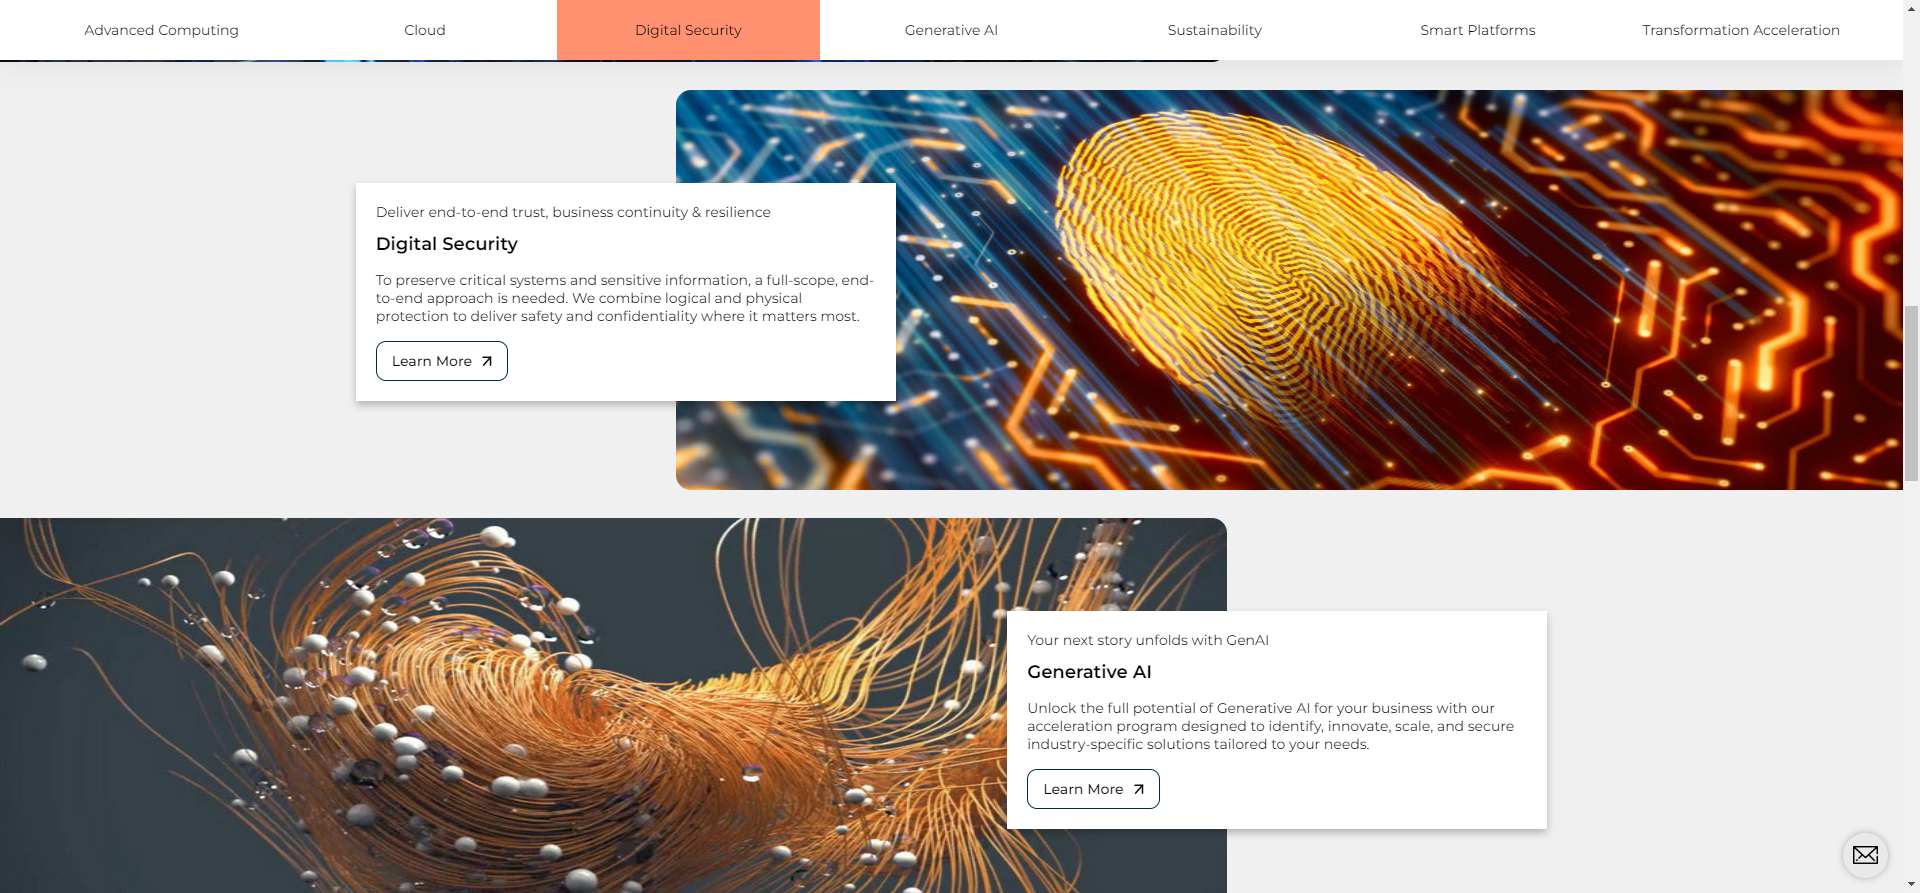 Advanced Computing
Cloud
Digital Security
Generative AI
Sustainability
Smart Platforms
Transformation Acceleration
Deliver end-to-end trust, business continuity & resilience
Digital Security
To preserve critical systems and sensitive information, a full-scope, end-
to-end approach is needed. We combine logical and physical
protection to deliver safety and confidentiality where it matters most.
Learn More
Your next story unfolds with GenAI
Generative AI
Unlock the full potential of Generative AI for your business with our
acceleration program designed to identify, innovate, scale, and secure
industry-specific solutions tailored to your needs.
Learn More